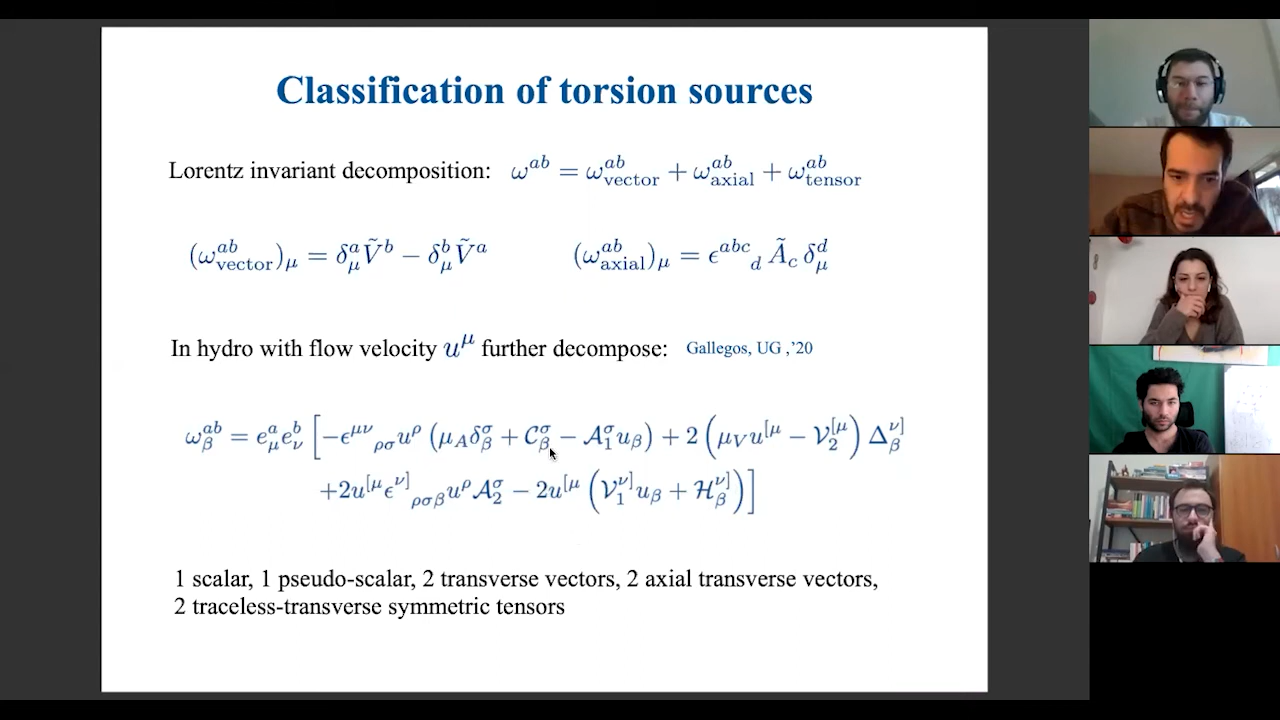 Classification of torsion sources
Lorentz invariant decomposition: ω^{ab} = ω^{ab}_{vector} + ω^{ab}_{axial} + ω^{ab}_{tensor}
(ω^{ab}_{vector})_μ = δ^a_μ Ṽ^b − δ^b_μ Ṽ^a (ω^{ab}_{axial})_μ = ε^{abc}_d Ã_c δ^d_μ
In hydro with flow velocity u^μ further decompose: Gallegos, UG ,'20
ω^{ab}_β = e^a_μ e^b_ν [−ε^{μν}_{ρσ} u^ρ (μ_A δ^σ_β + C^σ_β − A^σ_1 u_β) + 2 (μ_V u^{[μ} − V^{[μ}_2) Δ^{ν]}_β
+2u^{[μ} ε^{ν]}_{ρσβ} u^ρ A^σ_2 − 2u^{[μ} (V^{ν]}_1 u_β + H^{ν]}_β)]
1 scalar, 1 pseudo-scalar, 2 transverse vectors, 2 axial transverse vectors,
2 traceless-transverse symmetric tensors